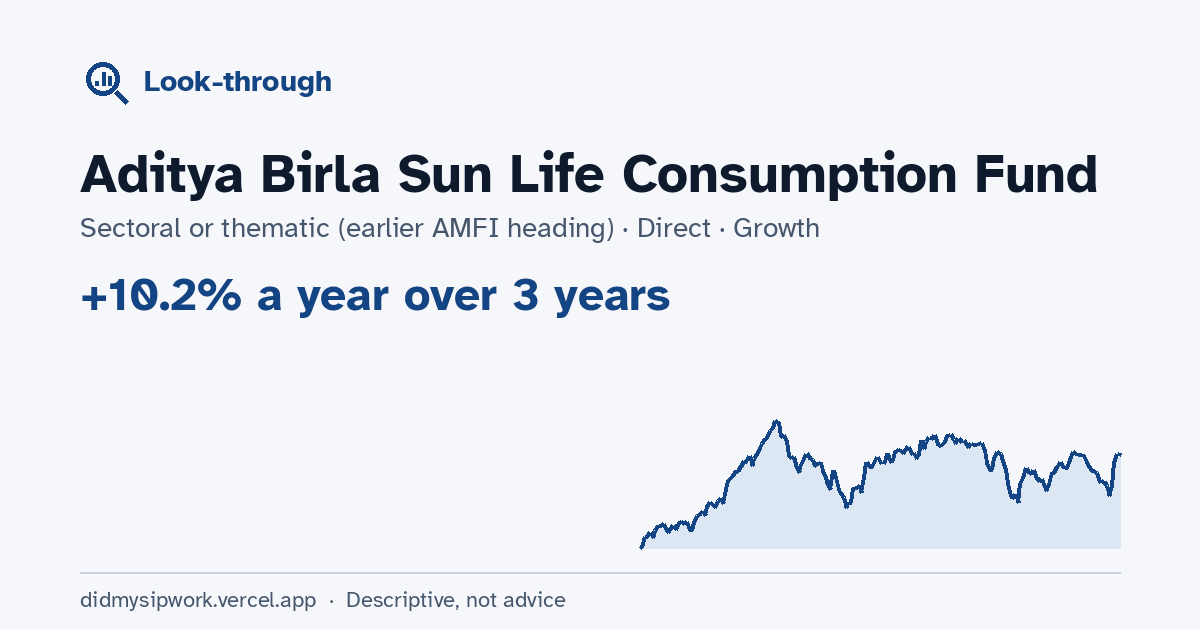 Look-through
Aditya Birla Sun Life Consumption Fund
Sectoral or thematic (earlier AMFI heading) · Direct · Growth
+10.2% a year over 3 years
didmysipwork.vercel.app · Descriptive, not advice